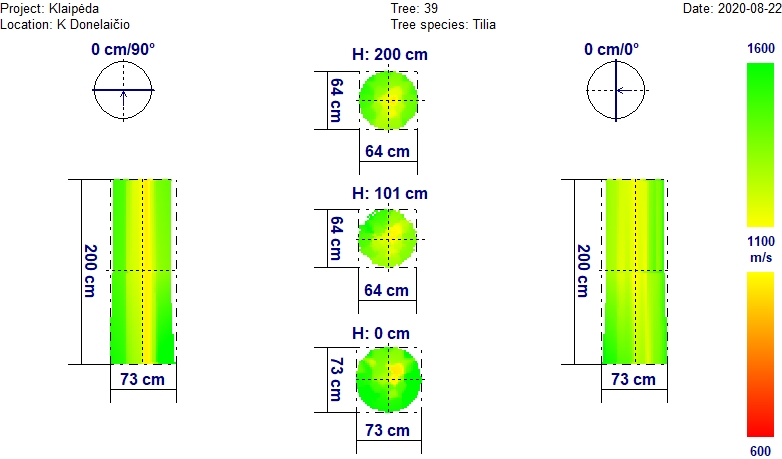 Project: Klaipėda
Tree: 39
Date: 2020-08-22
Location: K Donelaičio
Tree species: Tilia
0 cm/90°
H: 200 cm
0 cm/0°
1600
64 cm
64 cm
H: 101 cm
200 cm
64 cm
200 cm
1100
m/s
64 cm
H: 0 cm
73 cm
73 cm
73 cm
73 cm
600